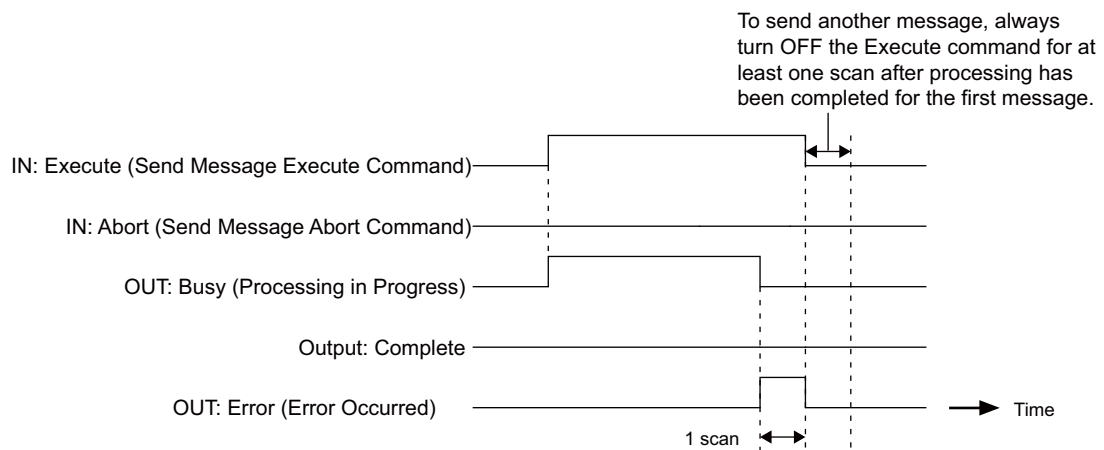 To send another message, always
turn OFF the Execute command for at
least one scan after processing has
been completed for the first message.
IN: Execute (Send Message Execute Command)
IN: Abort (Send Message Abort Command)
OUT: Busy (Processing in Progress)
Output: Complete
OUT: Error (Error Occurred)
Time
1 scan